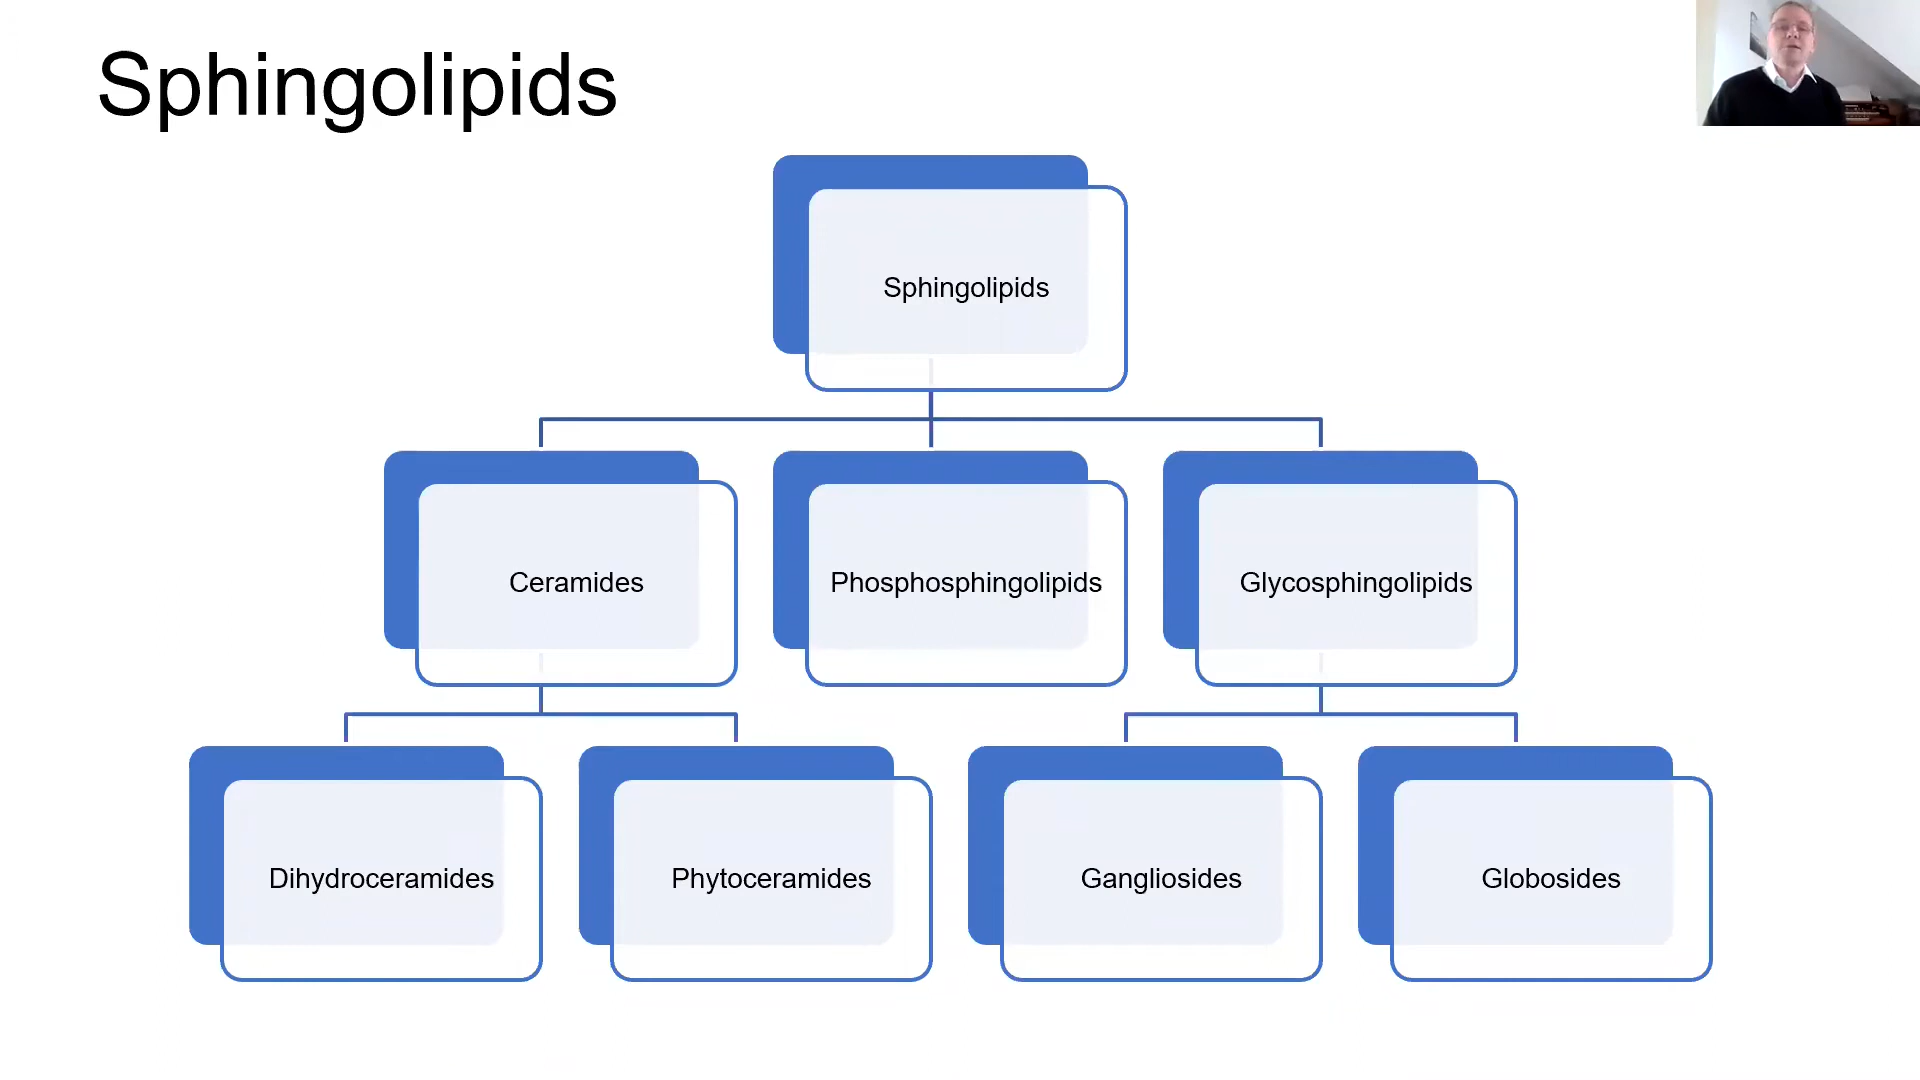 Sphingolipids
Sphingolipids
Ceramides
Phosphosphingolipids
Glycosphingolipids
Dihydroceramides
Phytoceramides
Gangliosides
Globosides